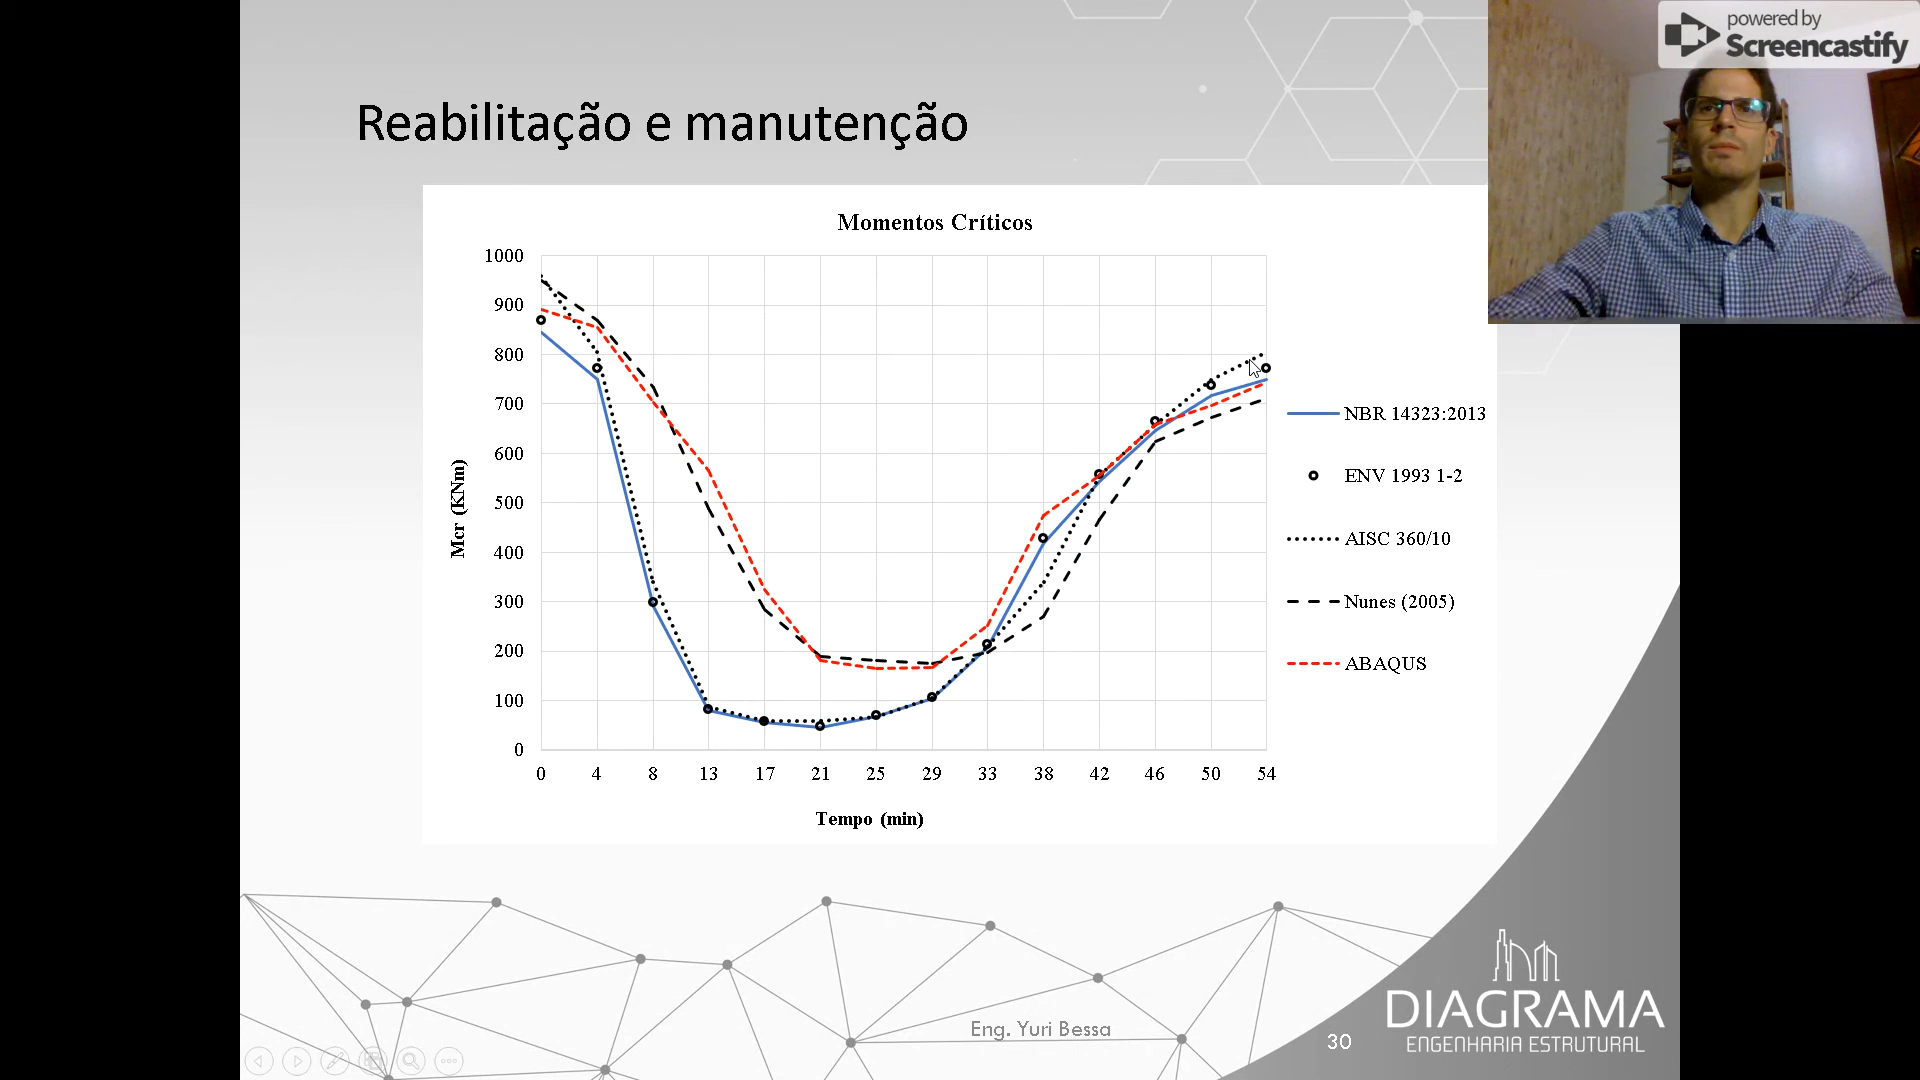 powered by
Screencastify
Reabilitação e manutenção
Momentos Críticos
1000
900
800
700
600
500
400
300
200
100
0
Mcr (KNm)
0 4 8 13 17 21 25 29 33 38 42 46 50 54
Tempo (min)
NBR 14323:2013
ENV 1993 1-2
AISC 360/10
Nunes (2005)
ABAQUS
Eng. Yuri Bessa
30
DIAGRAMA
ENGENHARIA ESTRUTURAL